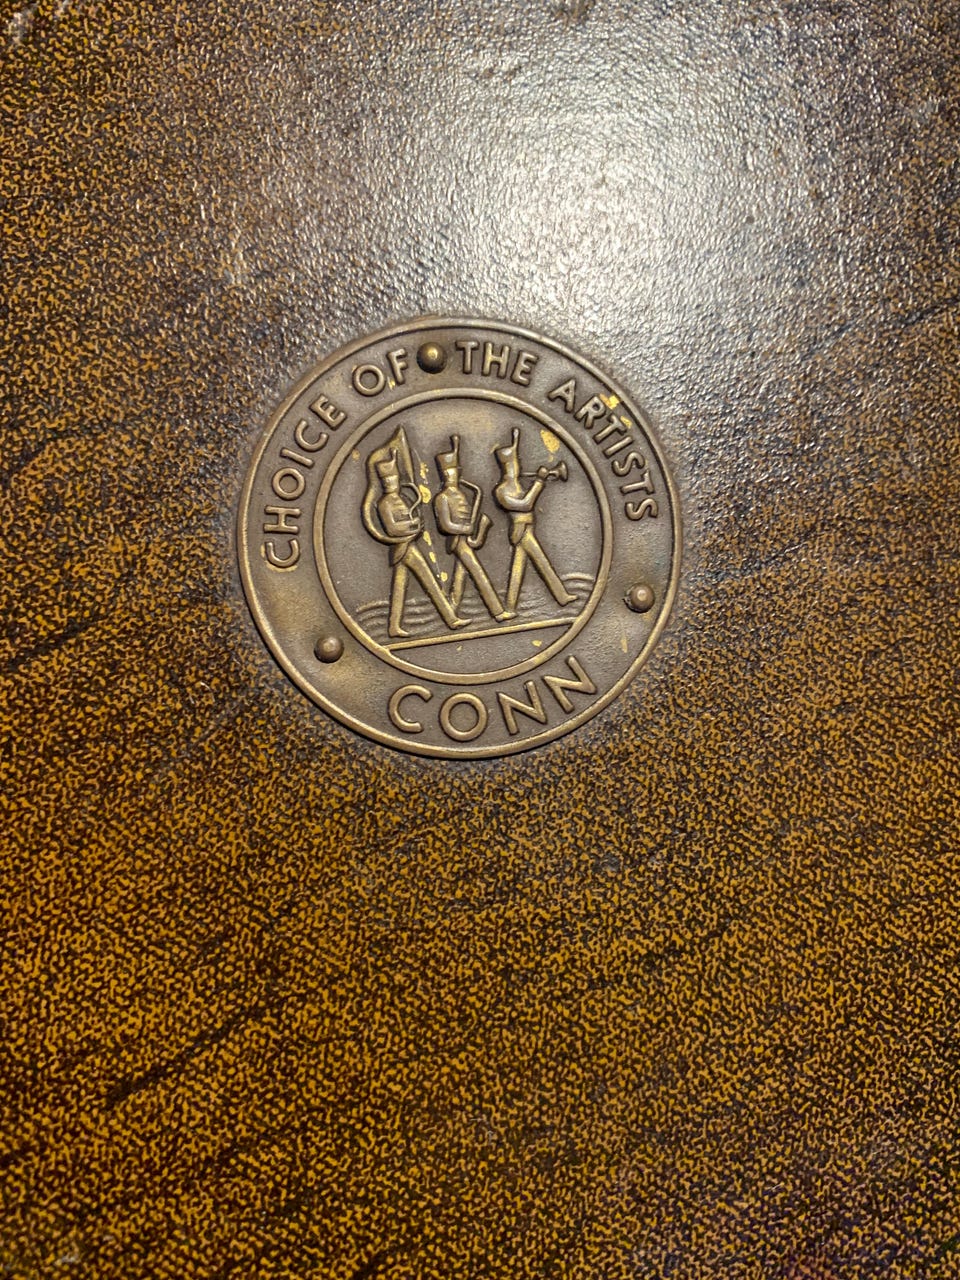 CHOICE OF THE ARTISTS
CONN